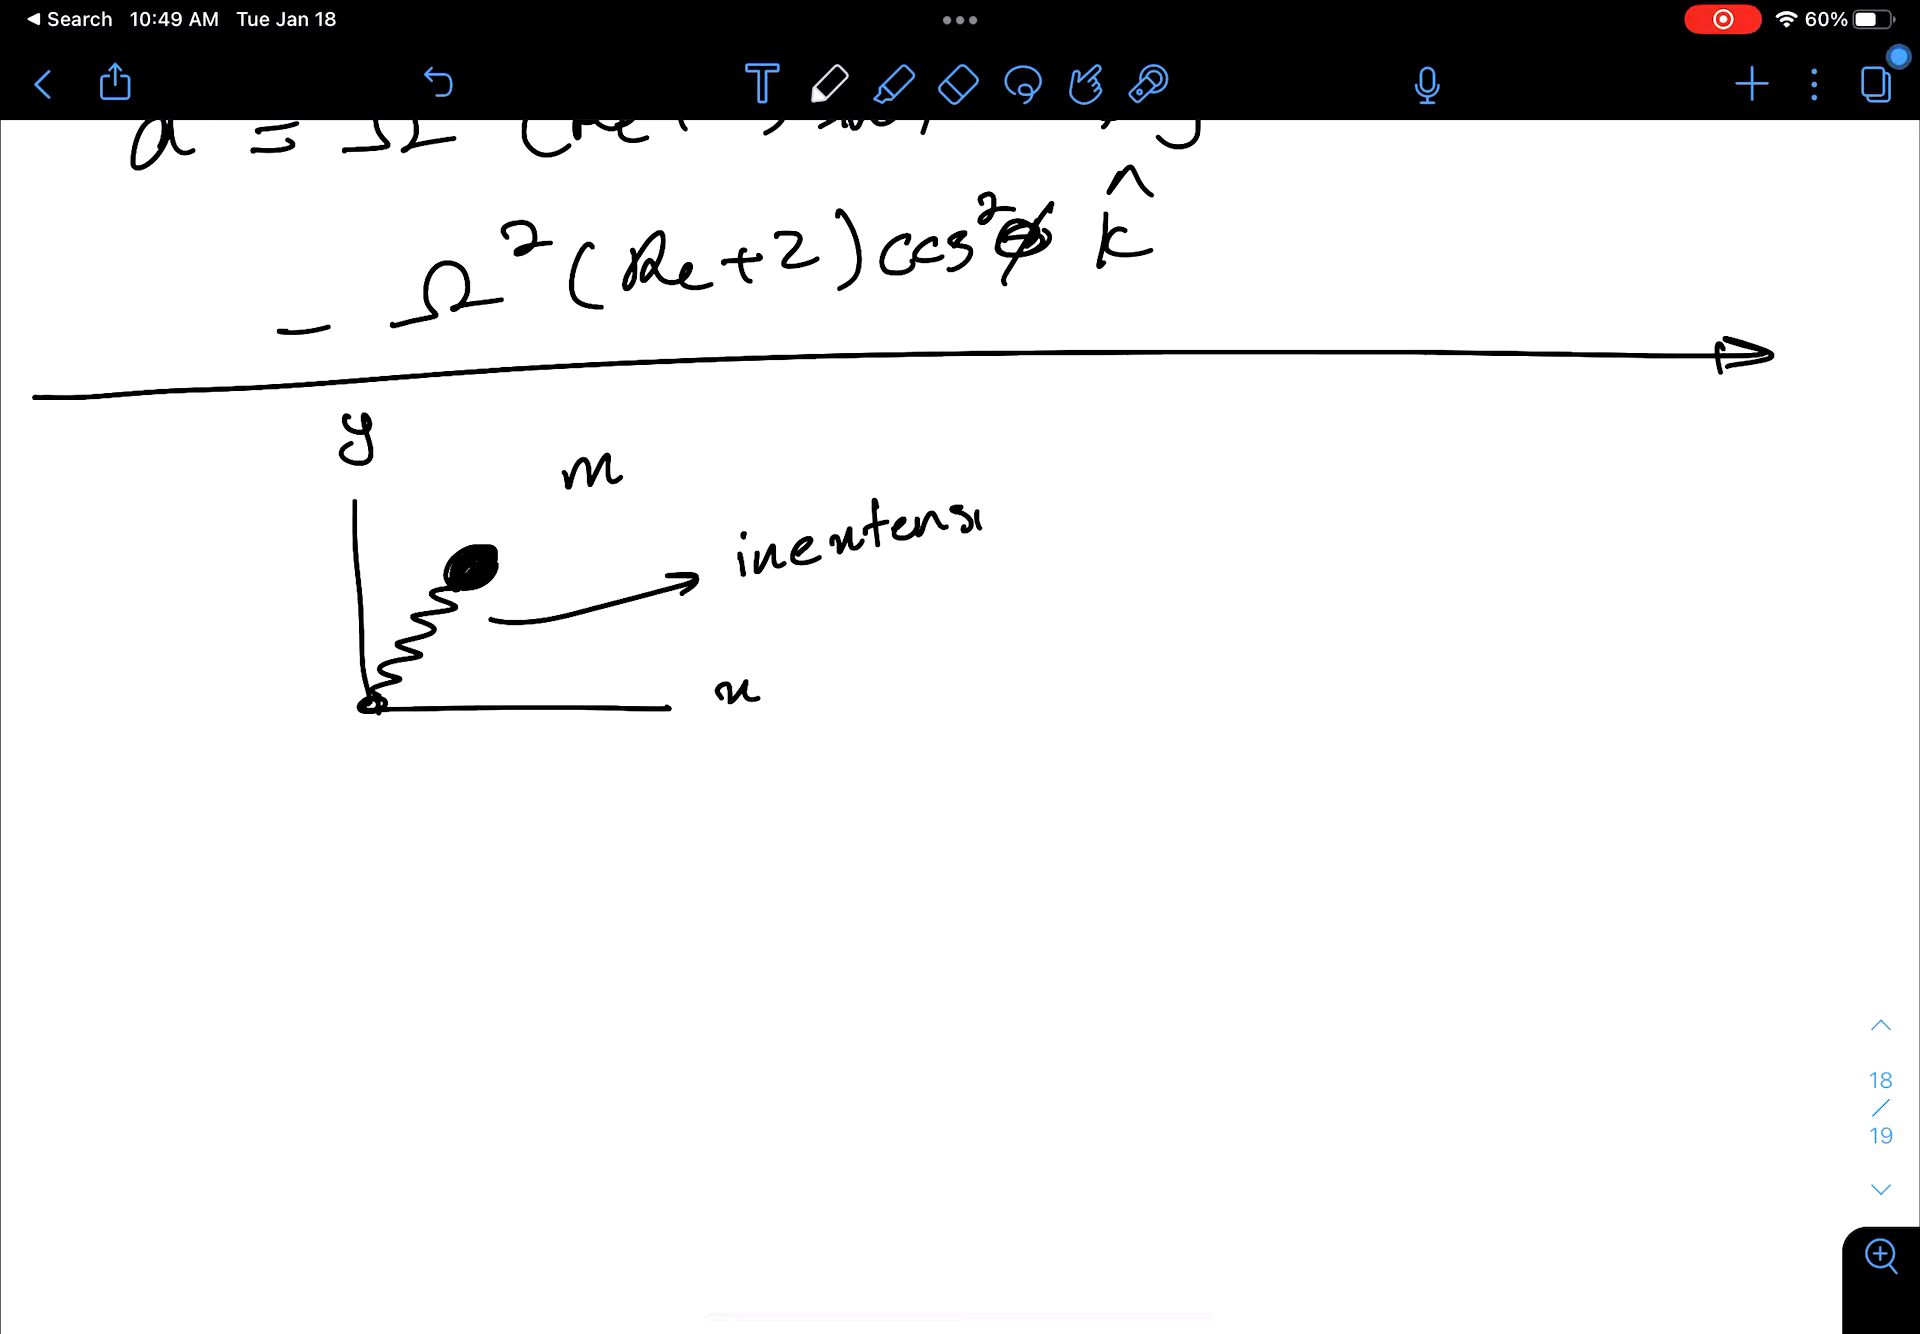 Search 10:49 AM Tue Jan 18 60%
− Ω²(Re+z)cos²ϕ k̂
y
m
inextensi
x
18
/
19